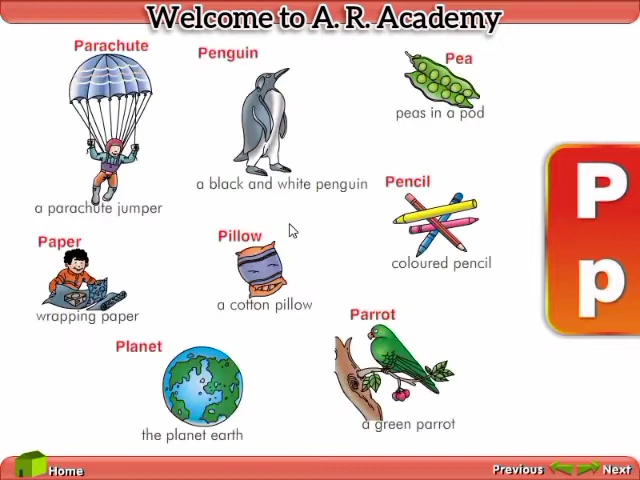 Welcome to A. R. Academy
Parachute
Penguin
Pea
peas in a pod
a black and white penguin
Pencil
a parachute jumper
P
p
Paper
Pillow
coloured pencil
wrapping paper
a cotton pillow
Parrot
Planet
a green parrot
the planet earth
Home
Previous
Next